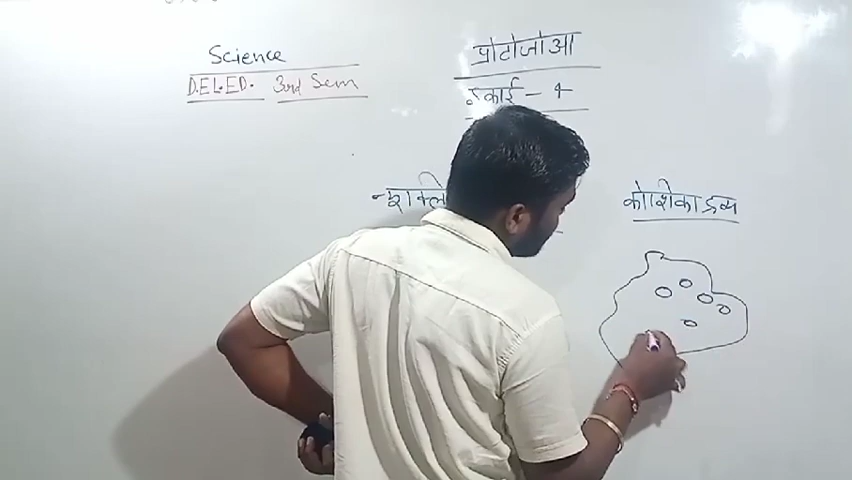 Science
D.EL.ED. 3rd Sem
प्रोटोजोआ
इकाई - 4
कोशिका द्रव्य